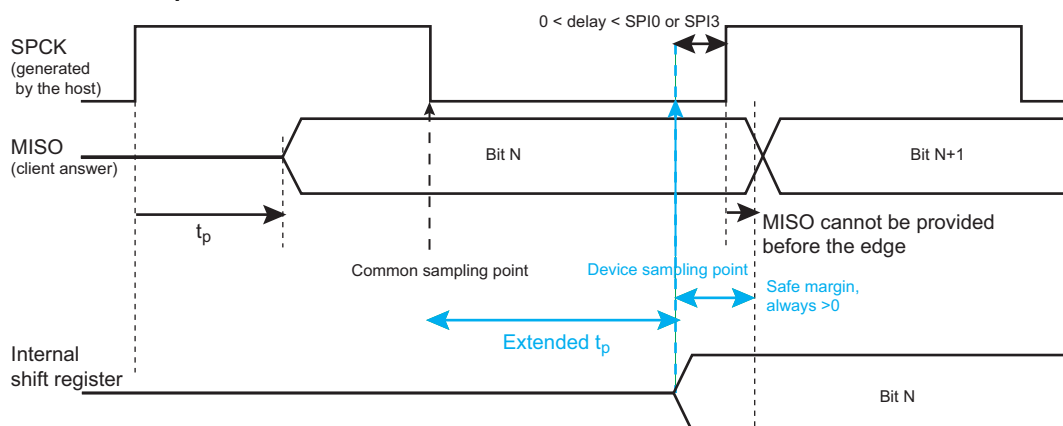 0 < delay < SPI0 or SPI3
SPCK
(generated
by the host)
MISO
(client answer)
Bit N
Bit N+1
tp
MISO cannot be provided
before the edge
Common sampling point
Device sampling point
Safe margin,
always >0
Extended tp
Internal
shift register
Bit N